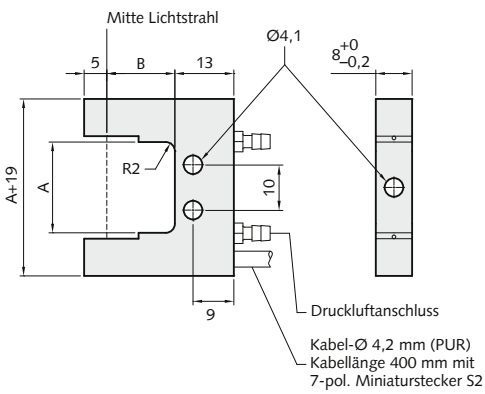 Mitte Lichtstrahl
Ø4,1
8 +0 –0,2
5
B
13
R2
A
A+19
10
9
Druckluftanschluss
Kabel-Ø 4,2 mm (PUR)
Kabellänge 400 mm mit
7-pol. Miniaturstecker S2